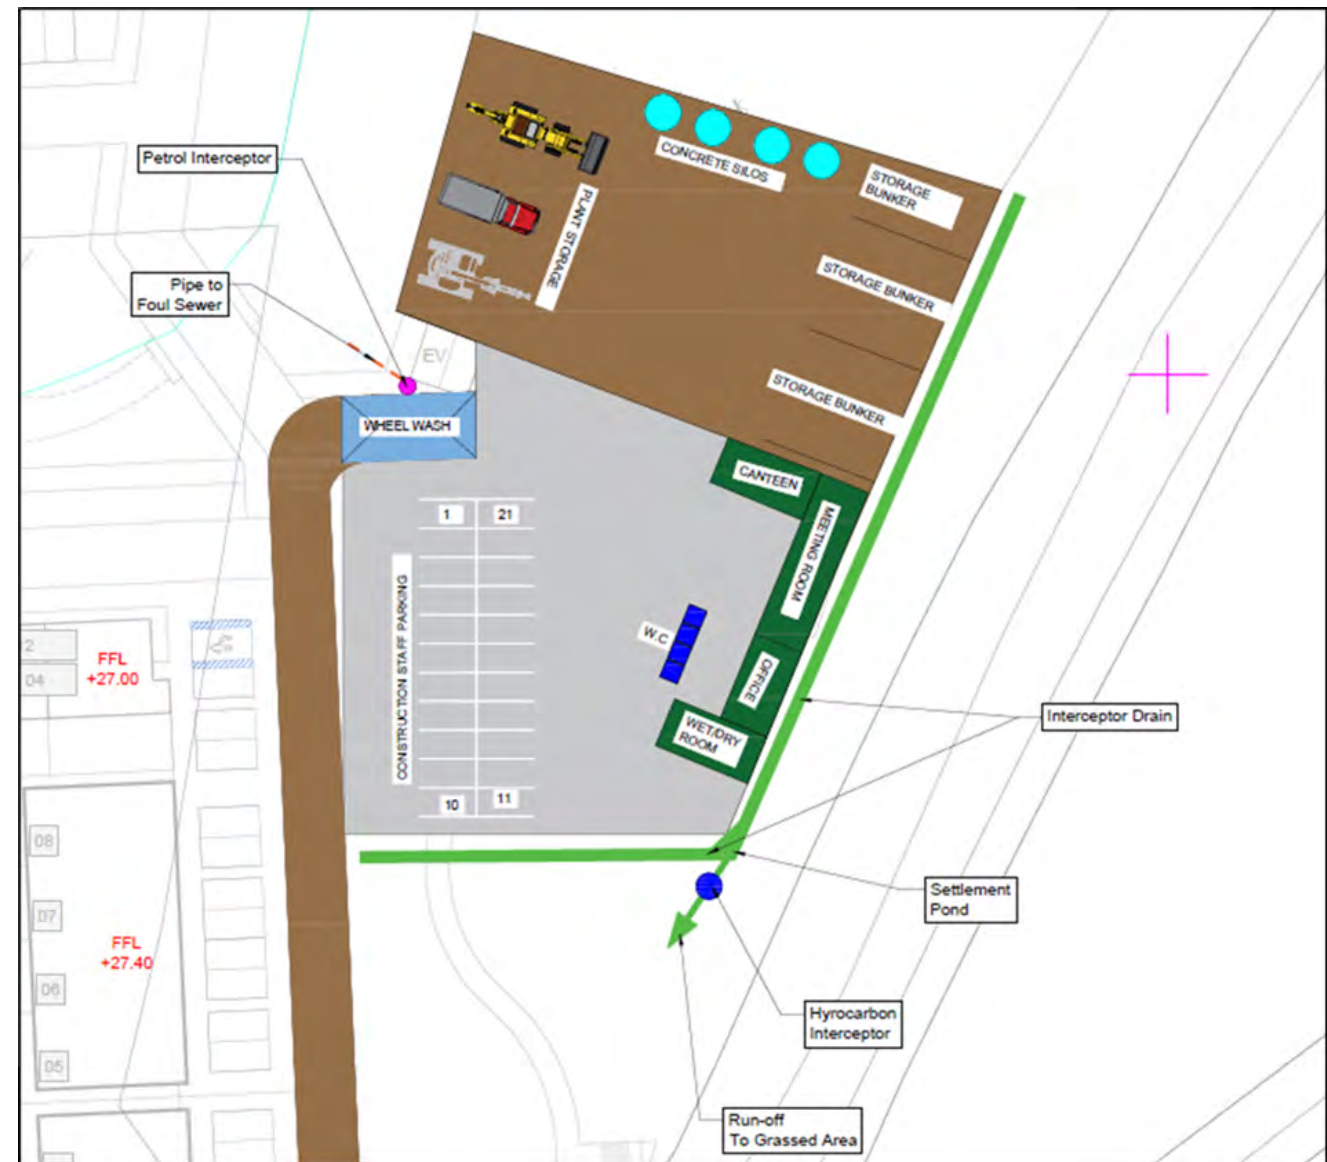 Petrol Interceptor
Pipe to
Foul Sewer
EV
WHEEL WASH
PLANT STORAGE
CONCRETE SILOS
STORAGE
BUNKER
STORAGE BUNKER
STORAGE BUNKER
CANTEEN
MEETING ROOM
OFFICE
WET/DRY
ROOM
W.C
CONSTRUCTION STAFF PARKING
1
21
10
11
2
04
FFL
+27.00
08
07
FFL
+27.40
06
05
Interceptor Drain
Settlement
Pond
Hyrocarbon
Interceptor
Run-off
To Grassed Area